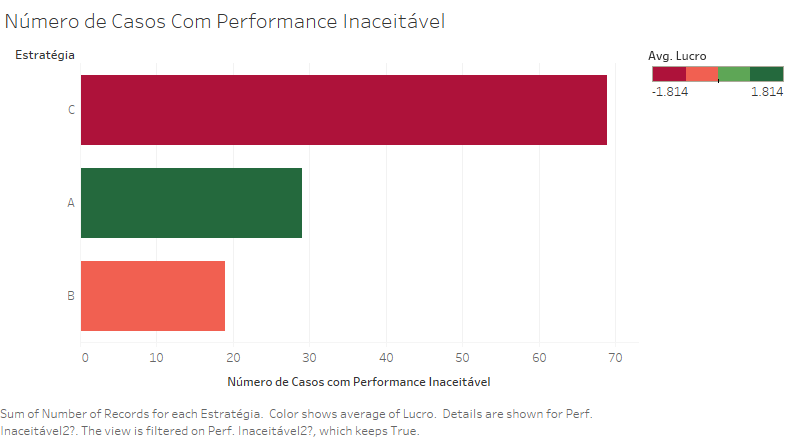 Número de Casos Com Performance Inaceitável
Estratégia
Avg. Lucro
-1.814 1.814
C
A
B
0 10 20 30 40 50 60 70
Número de Casos com Performance Inaceitável
Sum of Number of Records for each Estratégia. Color shows average of Lucro. Details are shown for Perf.
Inaceitável2?. The view is filtered on Perf. Inaceitável2?, which keeps True.